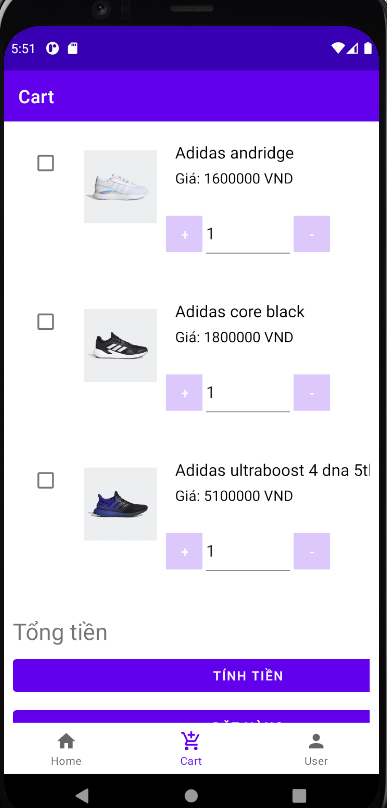 5:51
Cart
Adidas andridge
Giá: 1600000 VND
+ 1 -
Adidas core black
Giá: 1800000 VND
+ 1 -
Adidas ultraboost 4 dna 5t
Giá: 5100000 VND
+ 1 -
Tổng tiền
TÍNH TIỀN
Home Cart User